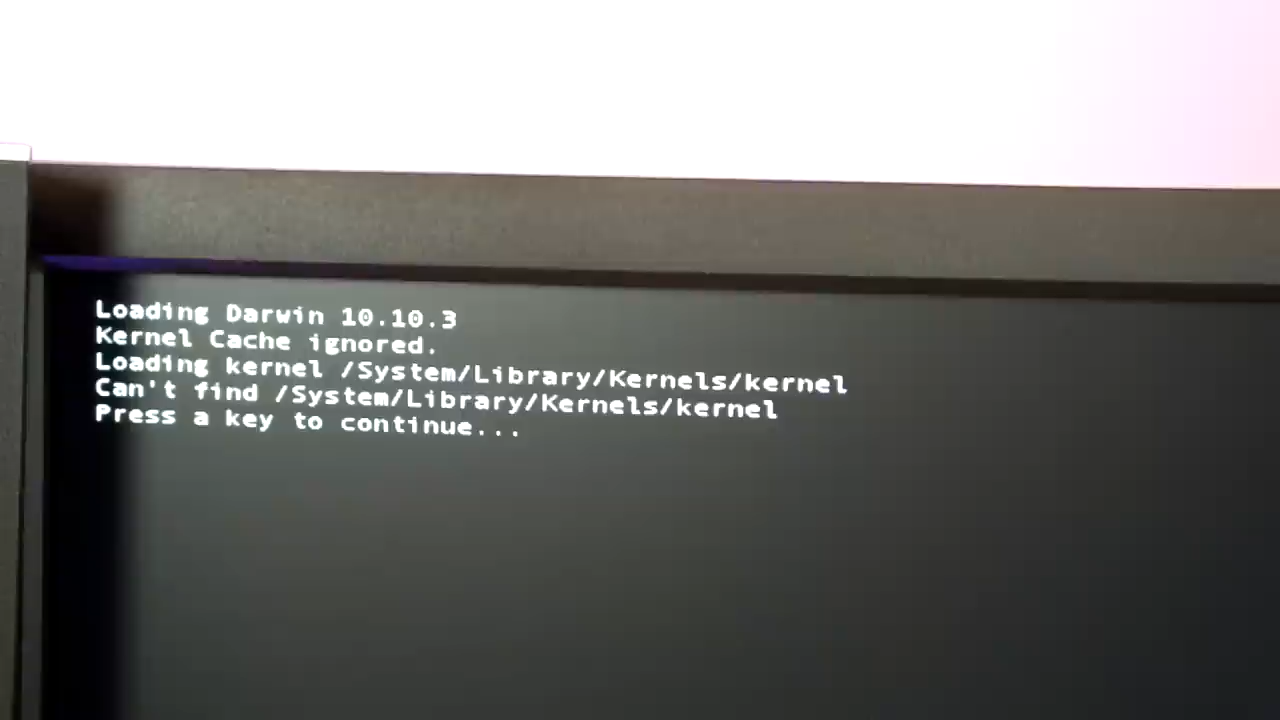 Loading Darwin 10.10.3
Kernel Cache ignored.
Loading kernel /System/Library/Kernels/kernel
Can't find /System/Library/Kernels/kernel
Press a key to continue...